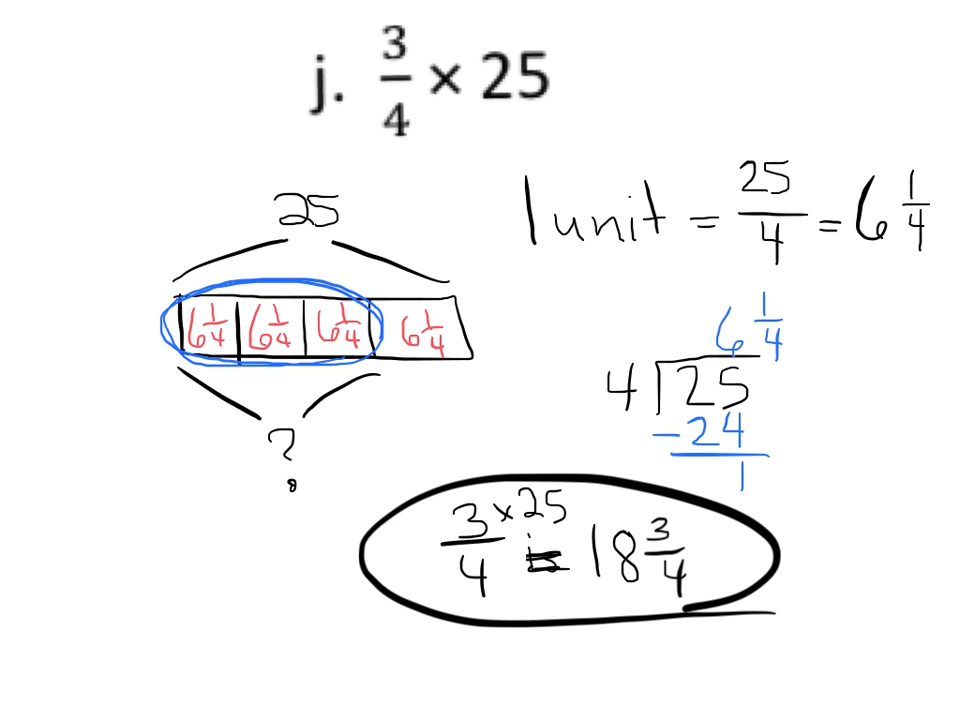 j. 3/4 × 25
25
6 1/4 6 1/4 6 1/4 6 1/4
?
1 unit = 25/4 = 6 1/4
6 1/4
4 25
-24
1
3/4 × 25 = 18 3/4